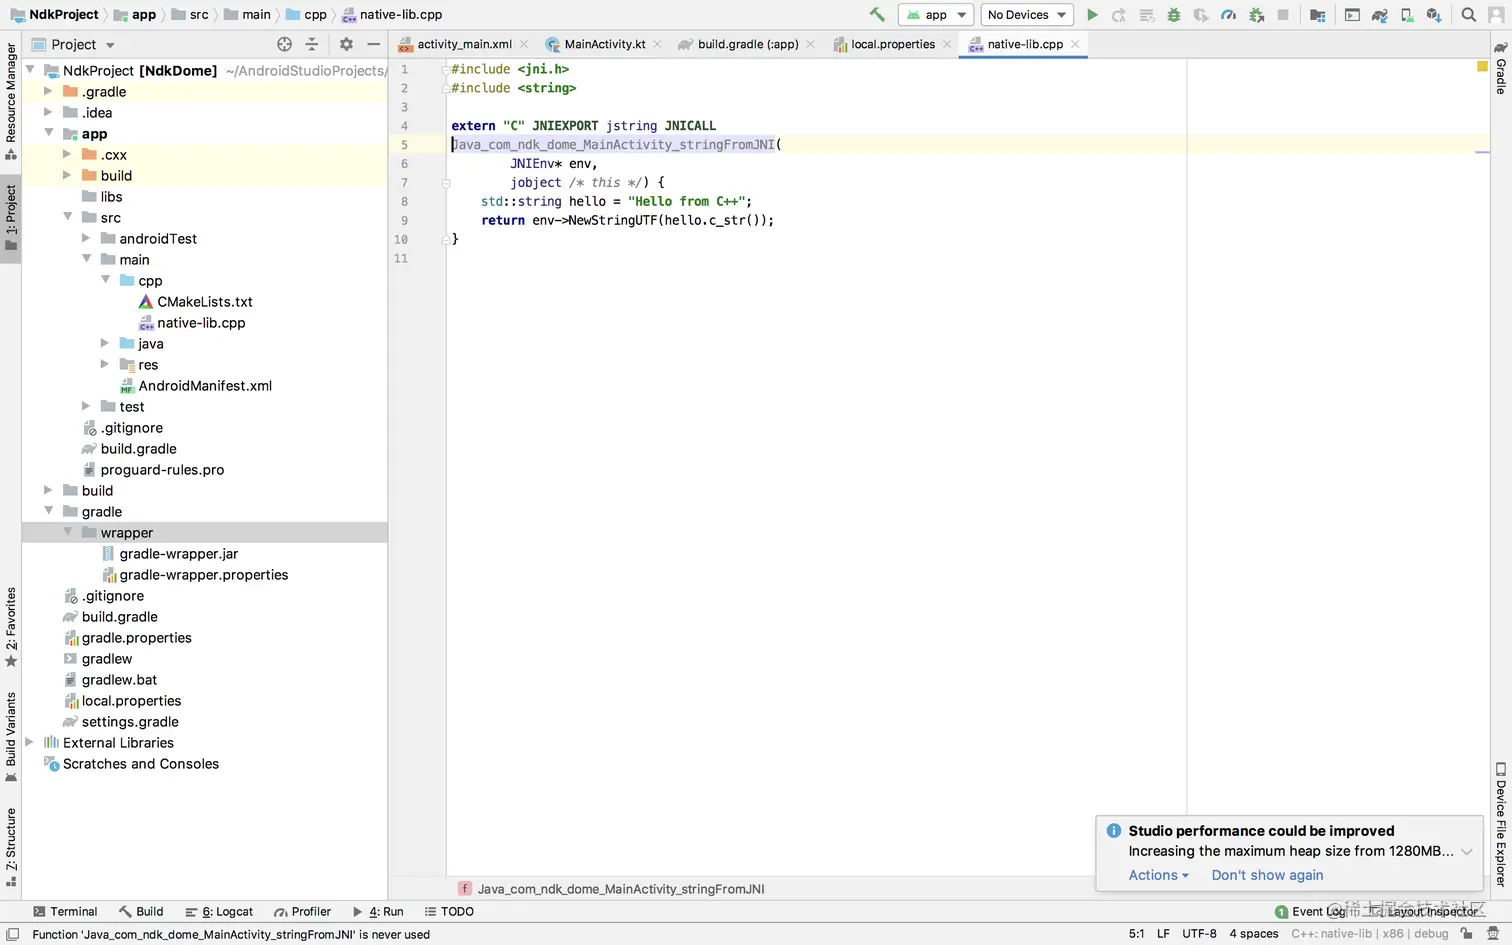 NdkProject app src main cpp native-lib.cpp app No Devices
Project activity_main.xml MainActivity.kt build.gradle (:app) local.properties native-lib.cpp
Resource Manager
1: Project
2: Favorites
Build Variants
Z: Structure
NdkProject [NdkDome] ~/AndroidStudioProjects/
.gradle
.idea
app
.cxx
build
libs
src
androidTest
main
cpp
CMakeLists.txt
native-lib.cpp
java
res
AndroidManifest.xml
test
.gitignore
build.gradle
proguard-rules.pro
build
gradle
wrapper
gradle-wrapper.jar
gradle-wrapper.properties
.gitignore
build.gradle
gradle.properties
gradlew
gradlew.bat
local.properties
settings.gradle
External Libraries
Scratches and Consoles
1 #include <jni.h>
2 #include <string>
3
4 extern "C" JNIEXPORT jstring JNICALL
5 Java_com_ndk_dome_MainActivity_stringFromJNI(
6 JNIEnv* env,
7 jobject /* this */) {
8 std::string hello = "Hello from C++";
9 return env->NewStringUTF(hello.c_str());
10 }
11
Gradle
Device File Explorer
Studio performance could be improved
Increasing the maximum heap size from 1280MB...
Actions Don't show again
f Java_com_ndk_dome_MainActivity_stringFromJNI
Terminal Build 6: Logcat Profiler 4: Run TODO 1 Event Log Layout Inspector
@稀土掘金技术社区
Function 'Java_com_ndk_dome_MainActivity_stringFromJNI' is never used 5:1 LF UTF-8 4 spaces C++: native-lib | x86 | debug